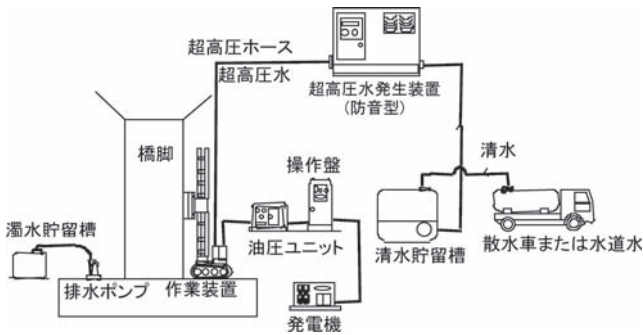 超高圧ホース
超高圧水
超高圧水発生装置
(防音型)
橋脚
操作盤
清水
濁水貯留槽
油圧ユニット
清水貯留槽
散水車または水道水
排水ポンプ
作業装置
発電機